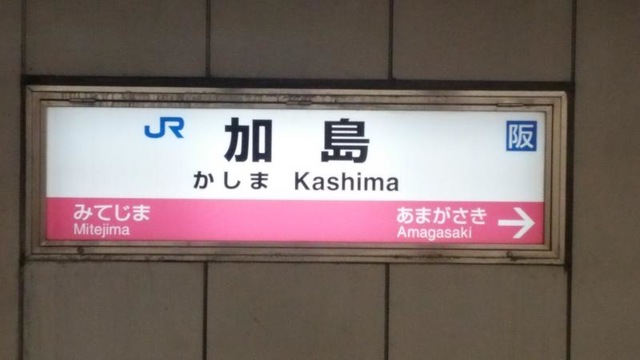 JR 加島 阪
かしま Kashima
みてじま あまがさき →
Mitejima Amagasaki